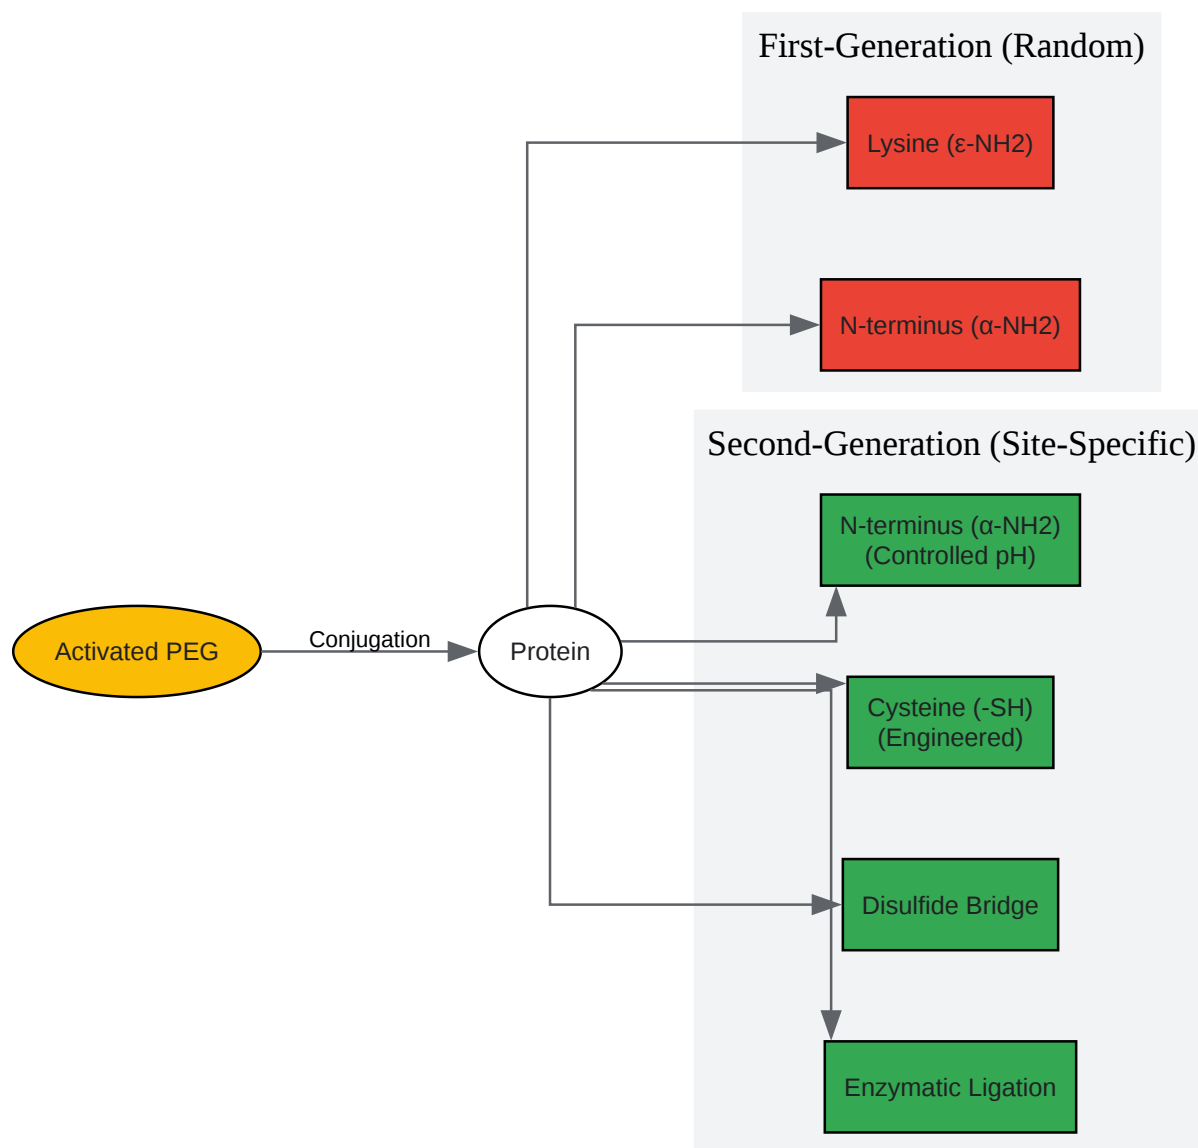 First-Generation (Random)
Lysine (ε-NH2)
N-terminus (α-NH2)
Second-Generation (Site-Specific)
N-terminus (α-NH2)
(Controlled pH)
Activated PEG
Conjugation
Protein
Cysteine (-SH)
(Engineered)
Disulfide Bridge
Enzymatic Ligation